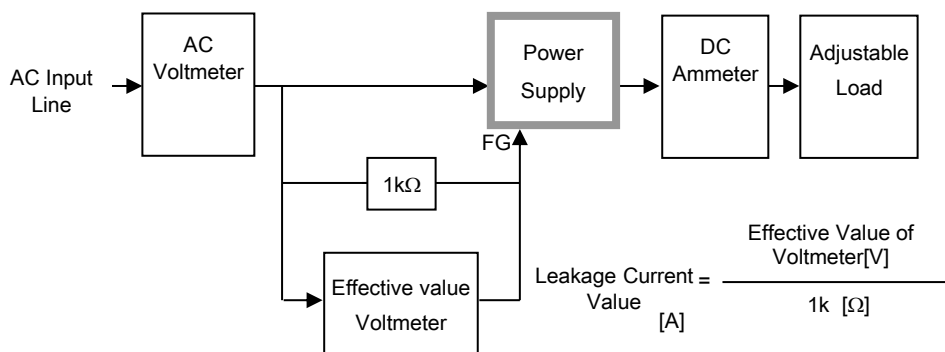 AC Input
Line
AC
Voltmeter
Power
Supply
DC
Ammeter
Adjustable
Load
FG
1kΩ
Effective value
Voltmeter
Leakage Current
Value
[A]
=
Effective Value of
Voltmeter[V]
1k [Ω]